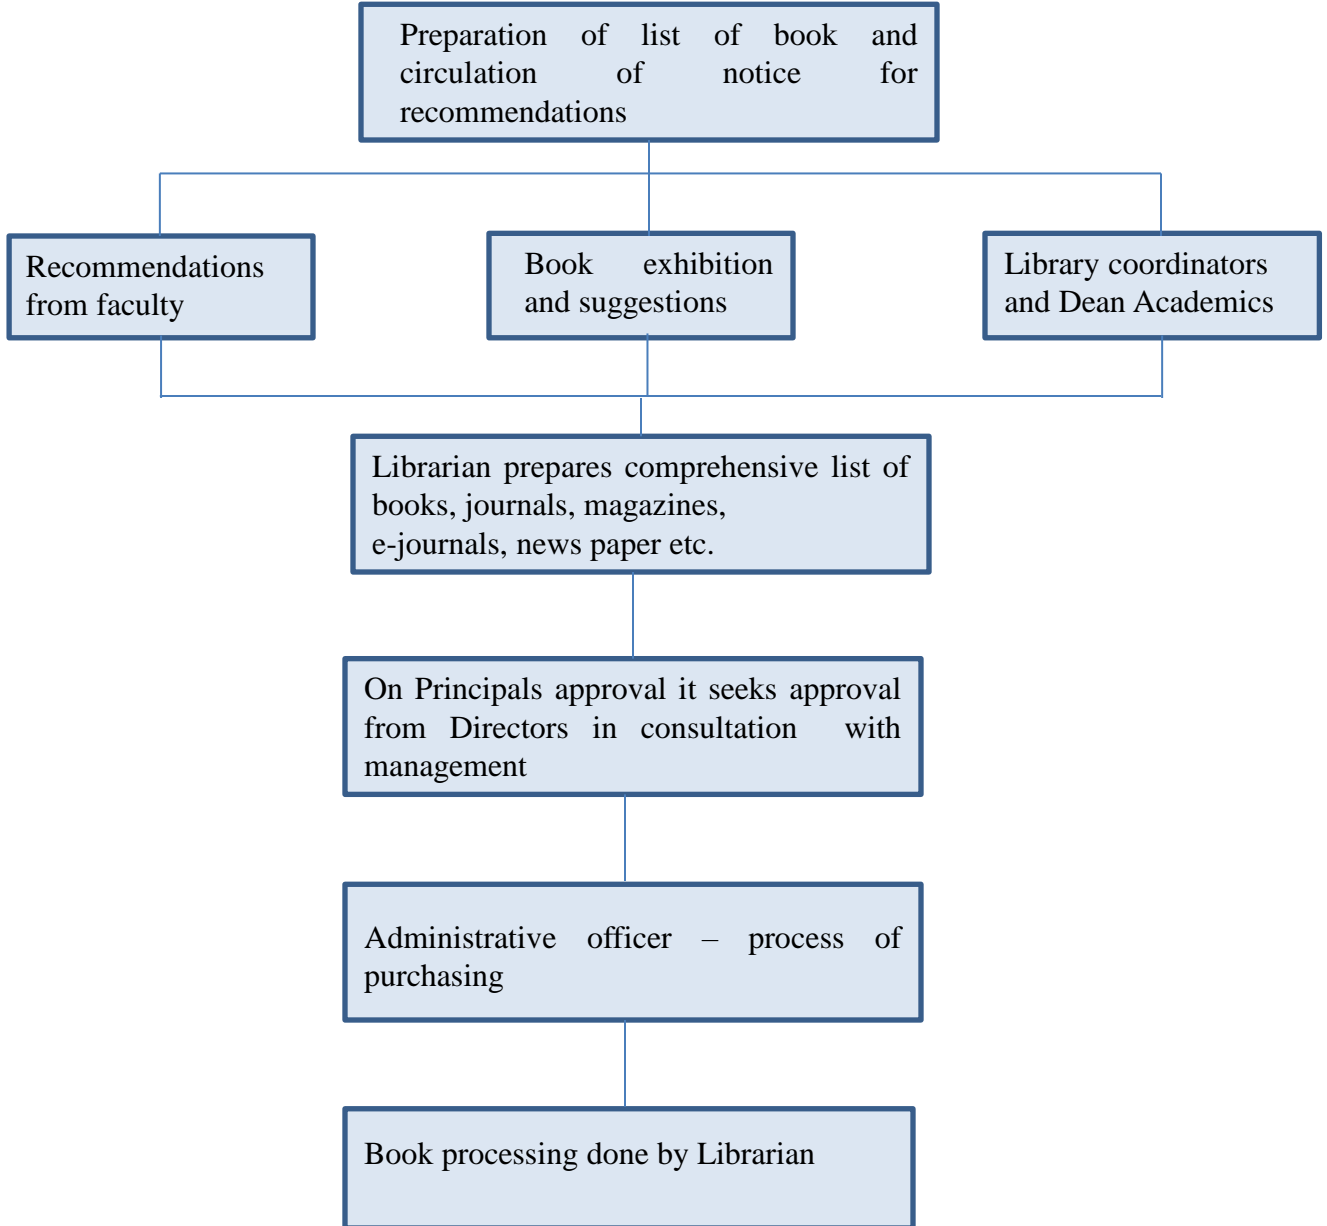 Preparation of list of book and
circulation of notice for
recommendations
Recommendations
from faculty
Book exhibition
and suggestions
Library coordinators
and Dean Academics
Librarian prepares comprehensive list of
books, journals, magazines,
e-journals, news paper etc.
On Principals approval it seeks approval
from Directors in consultation with
management
Administrative officer – process of
purchasing
Book processing done by Librarian